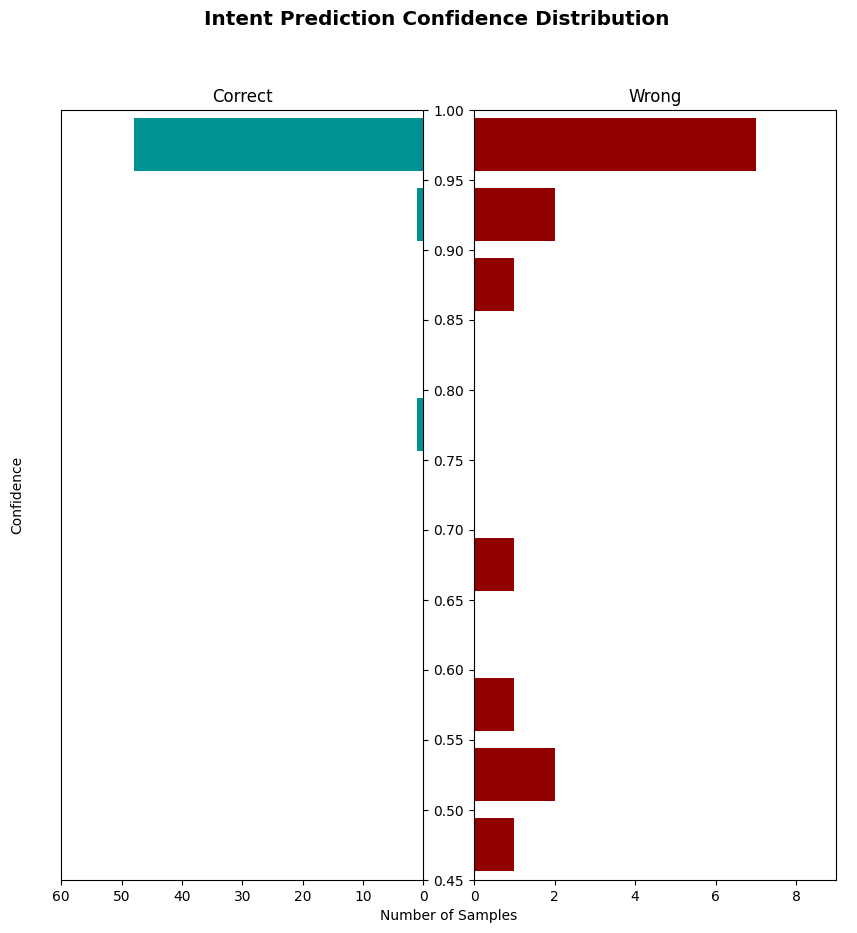 Intent Prediction Confidence Distribution
Correct
Wrong
1.00
0.95
0.90
0.85
0.80
0.75
0.70
0.65
0.60
0.55
0.50
0.45
Confidence
60 50 40 30 20 10 0
0 2 4 6 8
Number of Samples